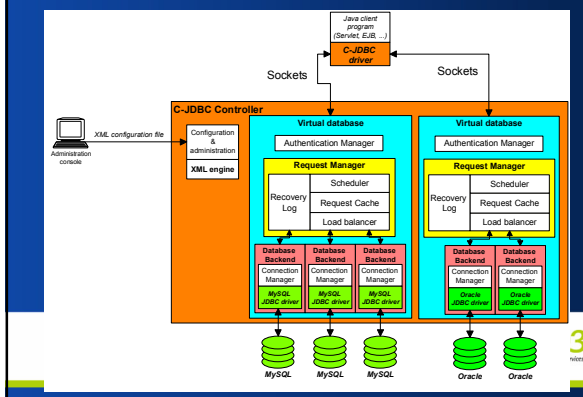 Java client
program
(Servlet, EJB, ...)
C-JDBC
driver
Sockets
Sockets
C-JDBC Controller
XML configuration file
Administration
console
Configuration
&
administration
XML engine
Virtual database
Authentication Manager
Request Manager
Recovery
Log
Scheduler
Request Cache
Load balancer
Database
Backend
Connection
Manager
MySQL
JDBC driver
Database
Backend
Connection
Manager
MySQL
JDBC driver
Database
Backend
Connection
Manager
MySQL
JDBC driver
Virtual database
Authentication Manager
Request Manager
Recovery
Log
Scheduler
Request Cache
Load balancer
Database
Backend
Connection
Manager
Oracle
JDBC driver
Database
Backend
Connection
Manager
Oracle
JDBC driver
MySQL
MySQL
MySQL
Oracle
Oracle
3